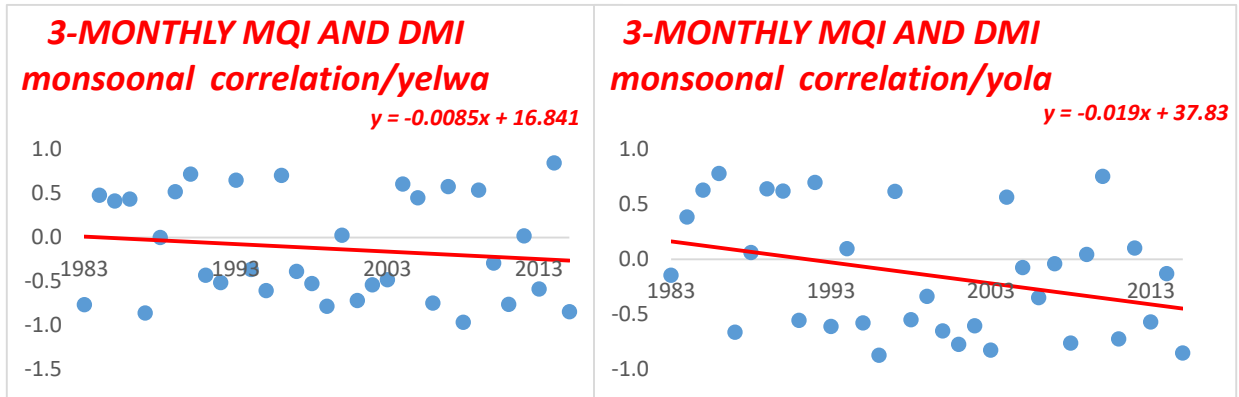 3-MONTHLY MQI AND DMI
monsoonal correlation/yelwa
y = -0.0085x + 16.841
1.0
0.5
0.0
1983 1993 2003 2013
-0.5
-1.0
-1.5
3-MONTHLY MQI AND DMI
monsoonal correlation/yola
y = -0.019x + 37.83
1.0
0.5
0.0
1983 1993 2003 2013
-0.5
-1.0